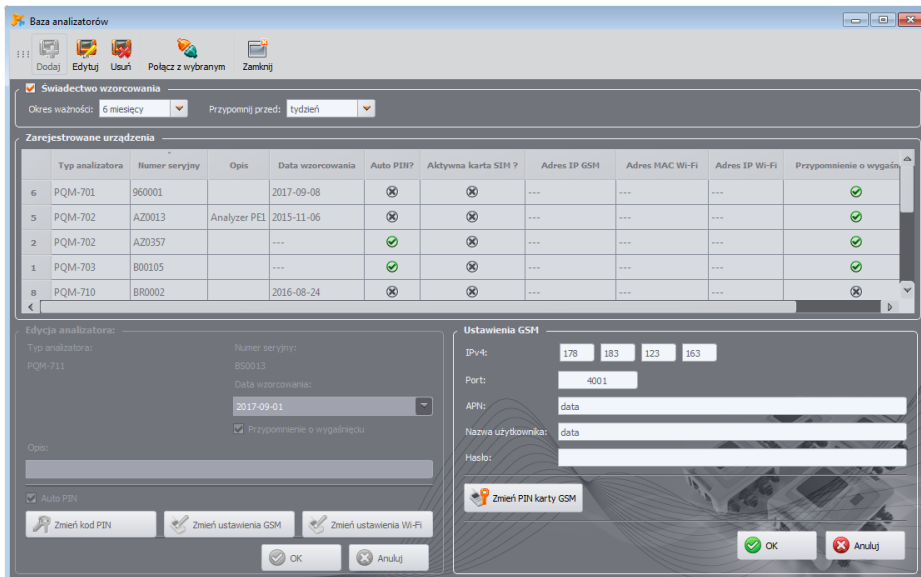 Baza analizatorów
Dodaj Edytuj Usuń Połącz z wybranym Zamknij
Świadectwo wzorcowania
Okres ważności: 6 miesięcy Przypomnij przed: tydzień
Zarejestrowane urządzenia
Typ analizatora Numer seryjny Opis Data wzorcowania Auto PIN? Aktywna karta SIM ? Adres IP GSM Adres MAC Wi-Fi Adres IP Wi-Fi Przypomnienie o wygaśn
6 PQM-701 960001 2017-09-08 --- --- ---
5 PQM-702 AZ0013 Analyzer PE1 2015-11-06 --- --- ---
2 PQM-702 AZ0357 --- --- --- ---
1 PQM-703 B00105 --- --- --- ---
8 PQM-710 BR0002 2016-08-24 --- --- ---
Edycja analizatora:
Typ analizatora: Numer seryjny:
PQM-711 BS0013
Data wzorcowania:
2017-09-01
Przypomnienie o wygaśnięciu
Opis:
Auto PIN
Zmień kod PIN Zmień ustawienia GSM Zmień ustawienia Wi-Fi
OK Anuluj
Ustawienia GSM
IPv4: 178 183 123 163
Port: 4001
APN: data
Nazwa użytkownika: data
Hasło:
Zmień PIN karty GSM
OK Anuluj